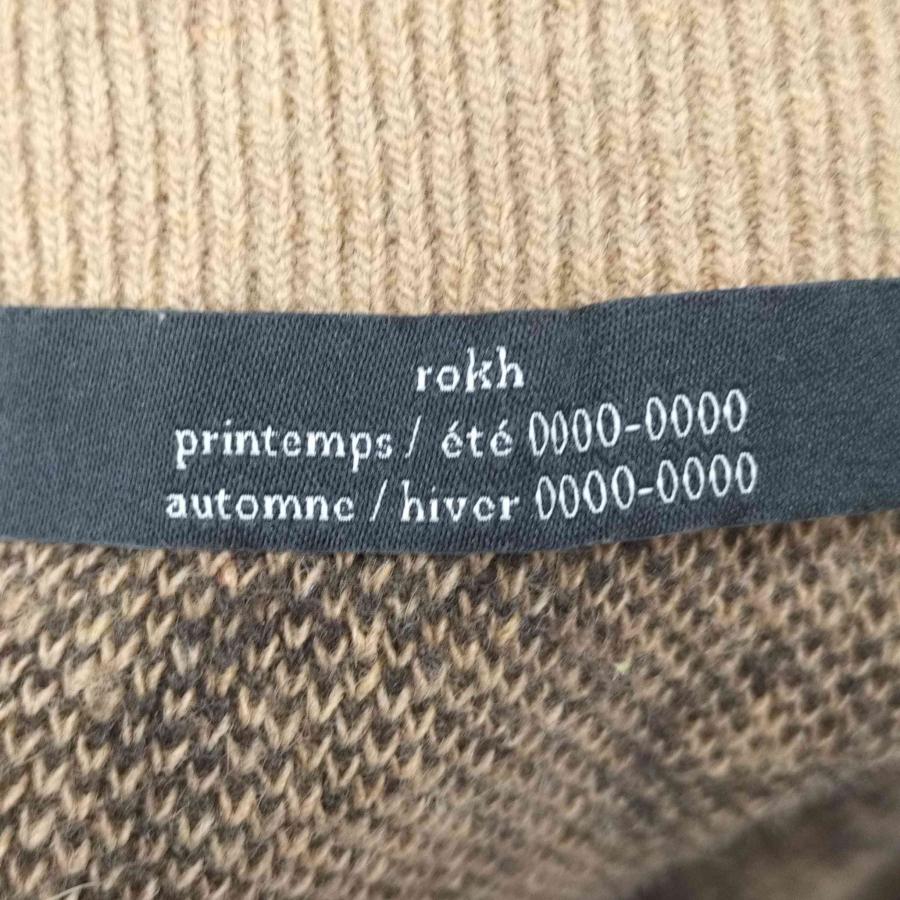 rokh
printemps / été 0000-0000
automne / hiver 0000-0000